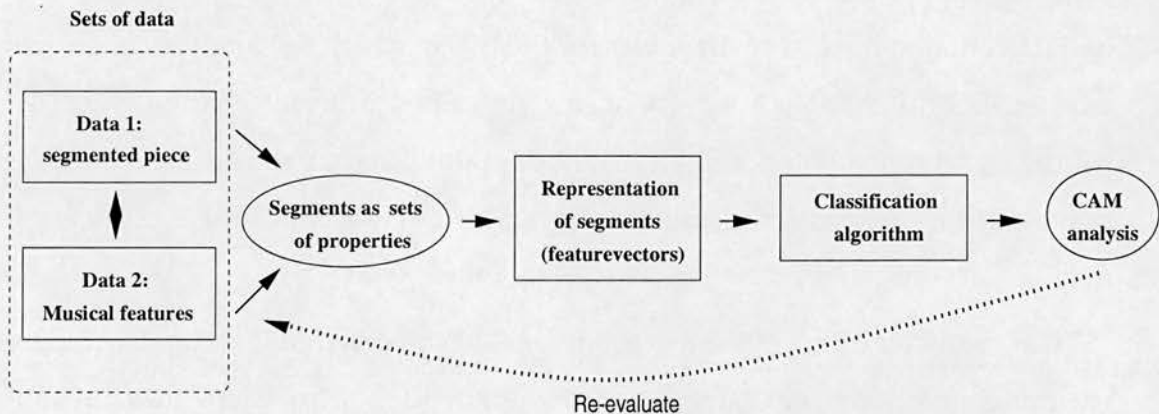 Sets of data
Data 1:
segmented piece
Data 2:
Musical features
Segments as sets
of properties
Representation
of segments
(featurevectors)
Classification
algorithm
CAM
analysis
Re-evaluate